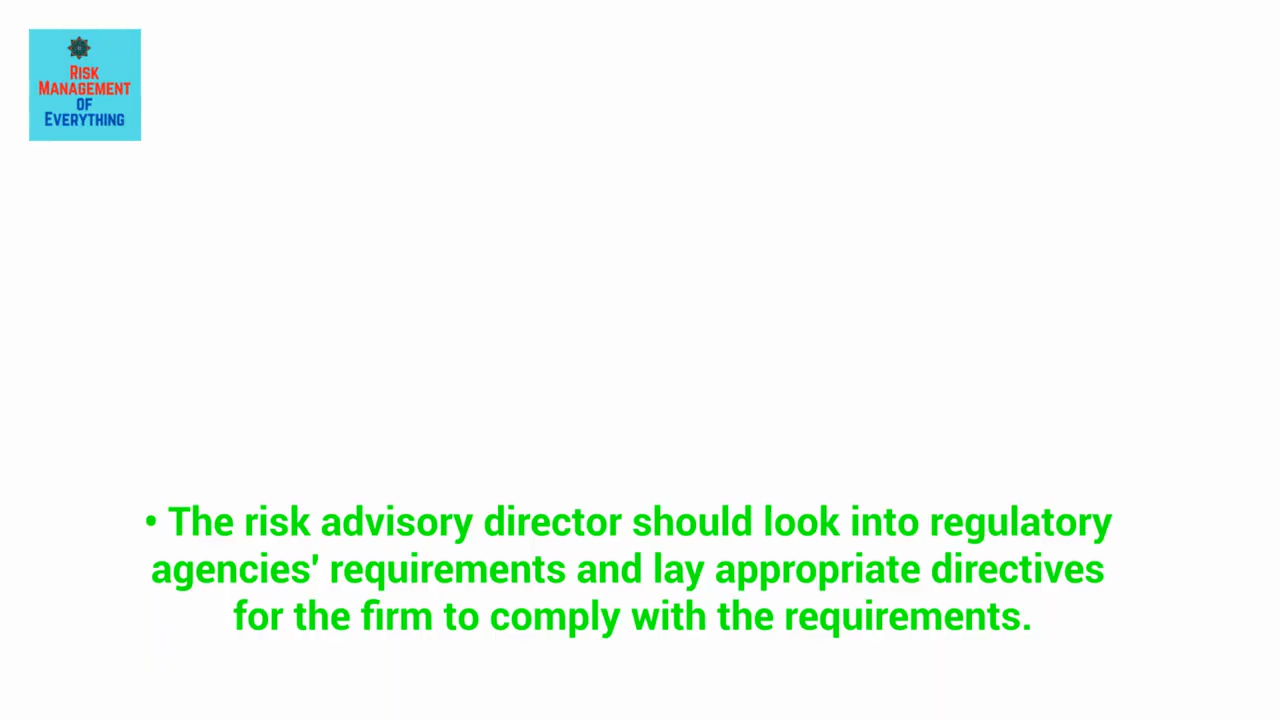 RISK
MANAGEMENT
OF
EVERYTHING
• The risk advisory director should look into regulatory
agencies' requirements and lay appropriate directives
for the firm to comply with the requirements.